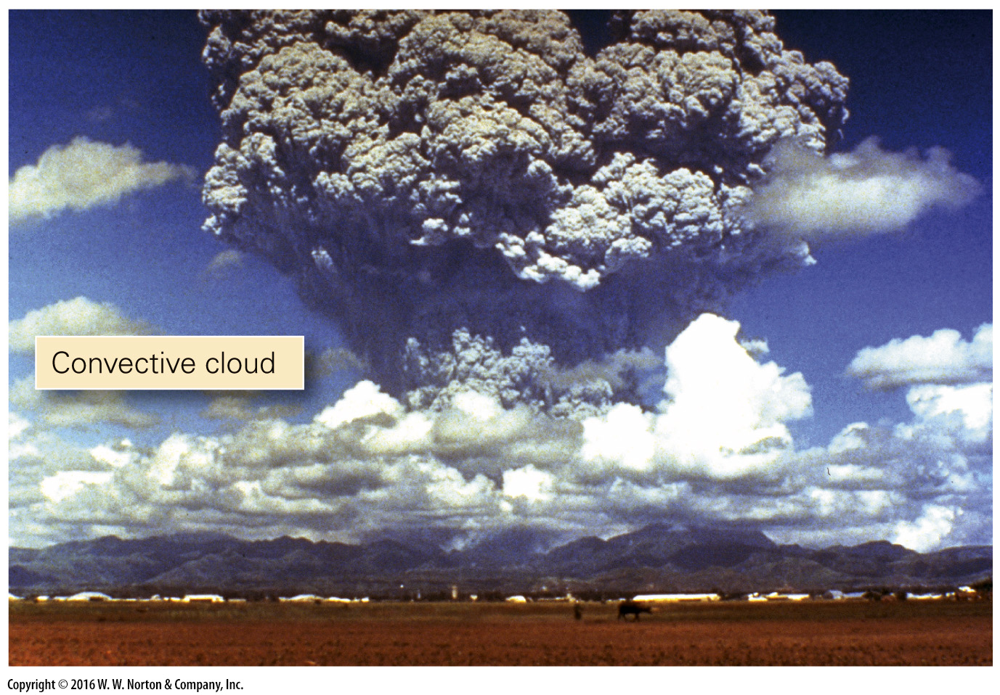 Convective cloud
Copyright © 2016 W. W. Norton & Company, Inc.